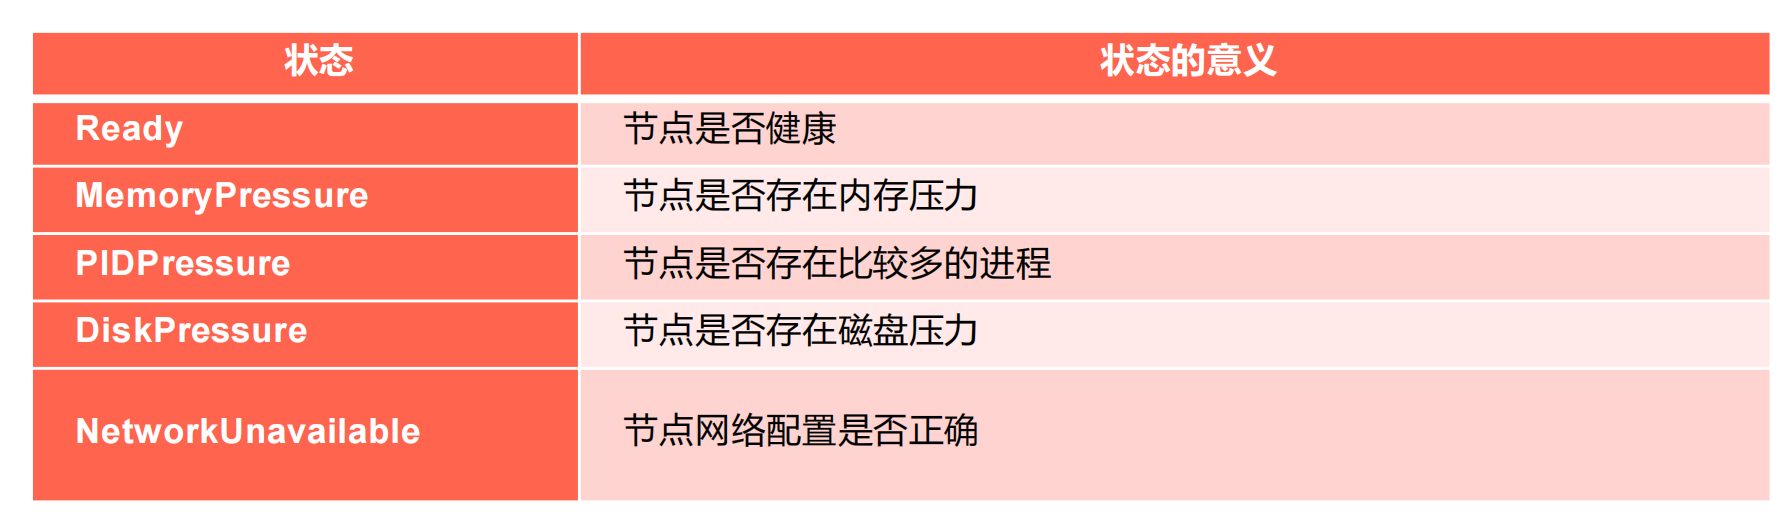 状态 状态的意义
Ready 节点是否健康
MemoryPressure 节点是否存在内存压力
PIDPressure 节点是否存在比较多的进程
DiskPressure 节点是否存在磁盘压力
NetworkUnavailable 节点网络配置是否正确